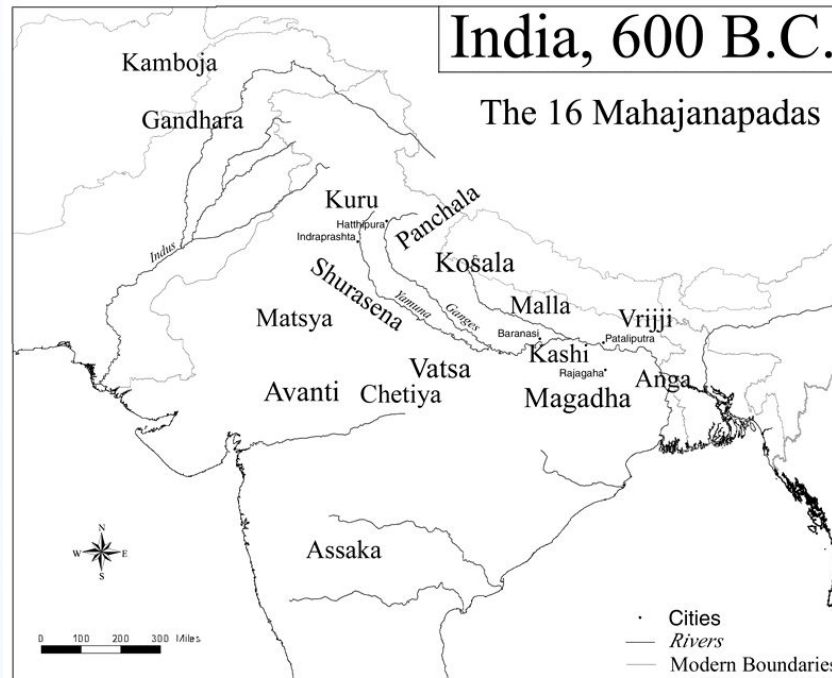 India, 600 B.C.
The 16 Mahajanapadas
Kamboja
Gandhara
Kuru
Hatthipura
Indraprashta
Panchala
Indus
Shurasena
Yamuna
Ganges
Kosala
Malla
Vrijji
Matsya
Baranasi
Pataliputra
Kashi
Vatsa
Rajagaha
Anga
Avanti
Chetiya
Magadha
Assaka
N
W
E
S
0 100 200 300 Miles
Cities
Rivers
Modern Boundaries